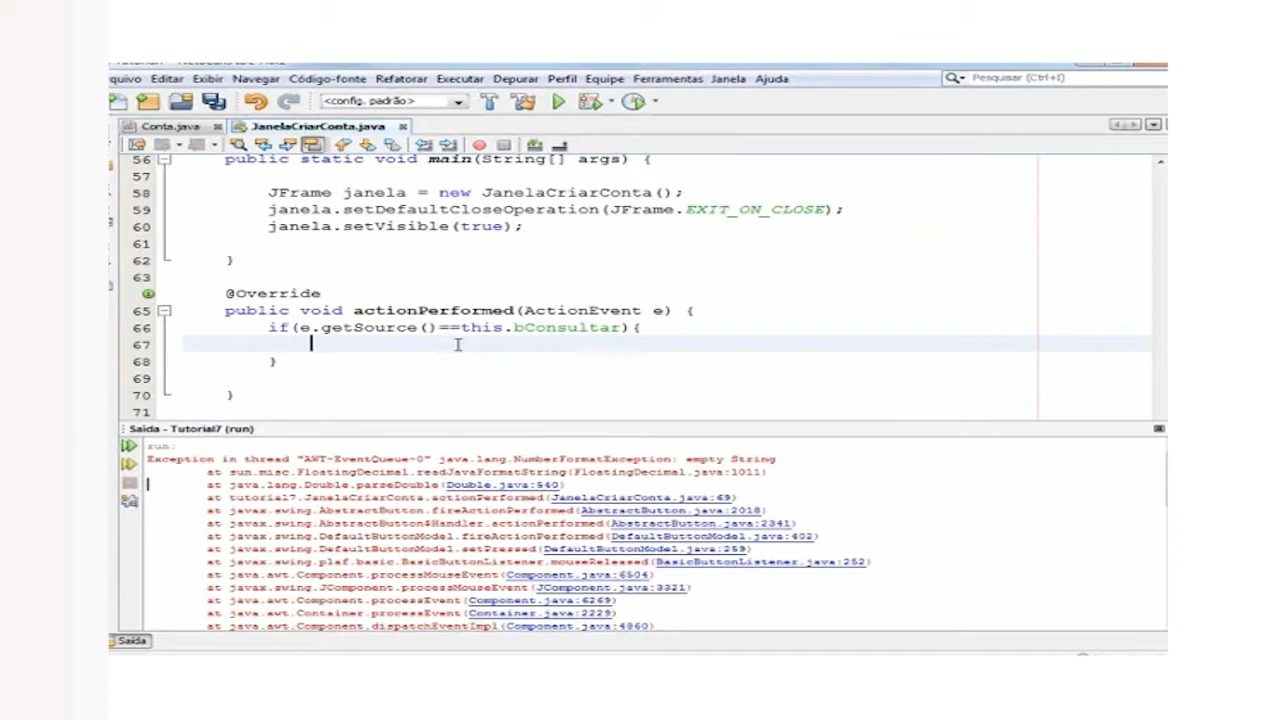 quivo Editar Exibir Navegar Código-fonte Refatorar Executar Depurar Perfil Equipe Ferramentas Janela Ajuda Pesquisar (Ctrl+I)
<config. padrão>
Conta.java JanelaCriarConta.java
56 public static void main(String[] args) {
57
58 JFrame janela = new JanelaCriarConta();
59 janela.setDefaultCloseOperation(JFrame.EXIT_ON_CLOSE);
60 janela.setVisible(true);
61
62 }
63
@Override
65 public void actionPerformed(ActionEvent e) {
66 if(e.getSource()==this.bConsultar){
67
68 }
69
70 }
71
Saída - Tutorial7 (run)
run:
Exception in thread "AWT-EventQueue-0" java.lang.NumberFormatException: empty String
at sun.misc.FloatingDecimal.readJavaFormatString(FloatingDecimal.java:1011)
at java.lang.Double.parseDouble(Double.java:540)
at tutorial7.JanelaCriarConta.actionPerformed(JanelaCriarConta.java:69)
at javax.swing.AbstractButton.fireActionPerformed(AbstractButton.java:2018)
at javax.swing.AbstractButton$Handler.actionPerformed(AbstractButton.java:2341)
at javax.swing.DefaultButtonModel.fireActionPerformed(DefaultButtonModel.java:402)
at javax.swing.DefaultButtonModel.setPressed(DefaultButtonModel.java:259)
at javax.swing.plaf.basic.BasicButtonListener.mouseReleased(BasicButtonListener.java:252)
at java.awt.Component.processMouseEvent(Component.java:6504)
at javax.swing.JComponent.processMouseEvent(JComponent.java:3321)
at java.awt.Component.processEvent(Component.java:6269)
at java.awt.Container.processEvent(Container.java:2229)
at java.awt.Component.dispatchEventImpl(Component.java:4860)
Saída